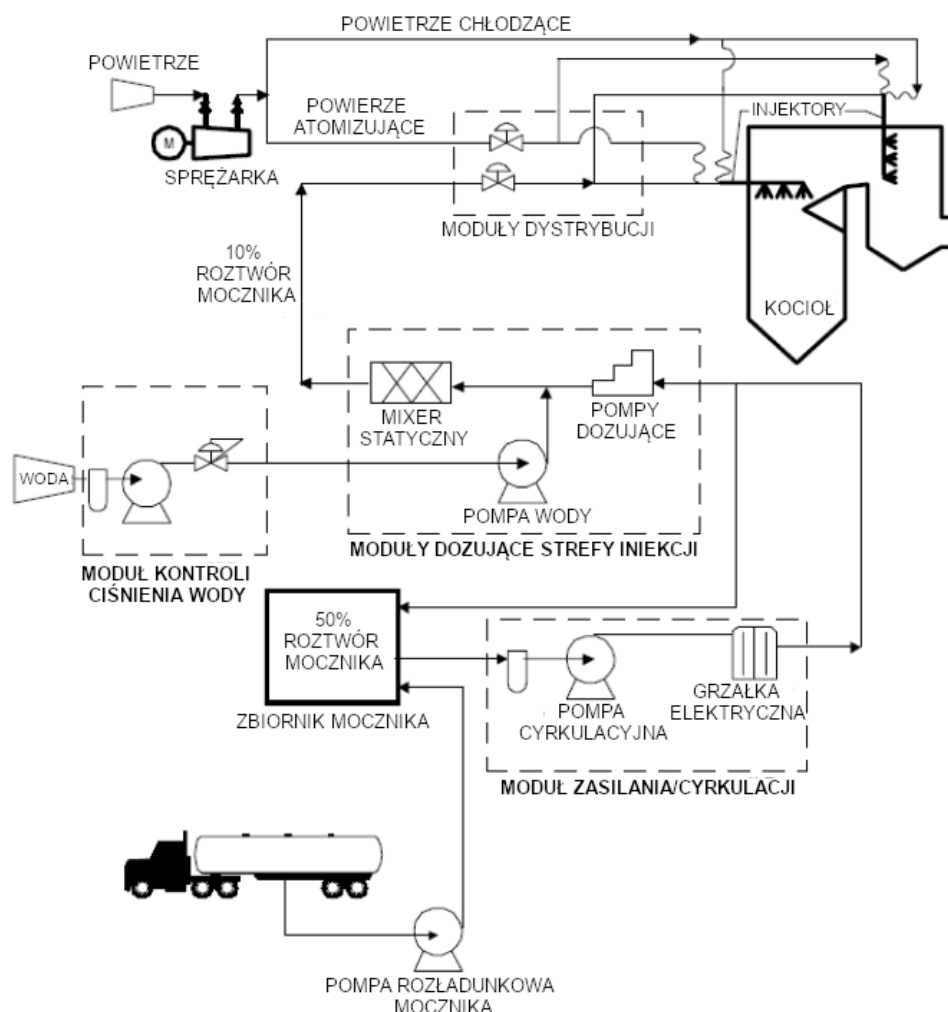 POWIETRZE CHŁODZĄCE
POWIETRZE
POWIERZE
ATOMIZUJĄCE
INJEKTORY
M
SPRĘŻARKA
MODUŁY DYSTRYBUCJI
10%
ROZTWÓR
MOCZNIKA
KOCIOŁ
MIXER
STATYCZNY
POMPY
DOZUJĄCE
WODA
POMPA WODY
MODUŁY DOZUJĄCE STREFY INIEKCJI
MODUŁ KONTROLI
CIŚNIENIA WODY
50%
ROZTWÓR
MOCZNIKA
ZBIORNIK MOCZNIKA
POMPA
CYRKULACYJNA
GRZAŁKA
ELEKTRYCZNA
MODUŁ ZASILANIA/CYRKULACJI
POMPA ROZŁADUNKOWA
MOCZNIKA